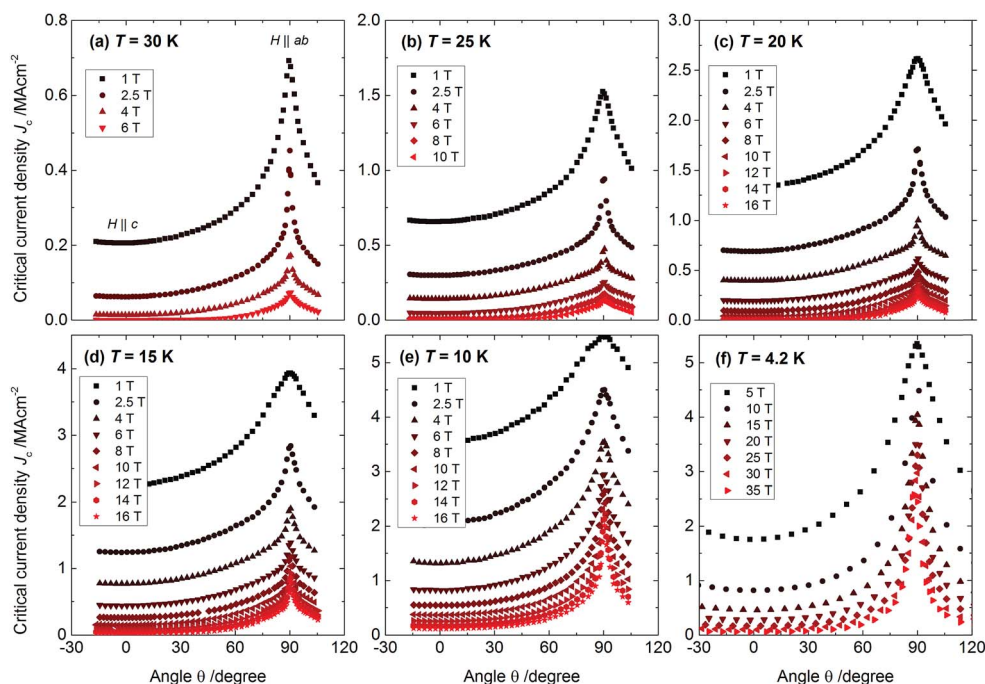 (a) T = 30 K
H || ab
1 T
2.5 T
4 T
6 T
H || c
0.8
0.6
0.4
0.2
0.0
(b) T = 25 K
1 T
2.5 T
4 T
6 T
8 T
10 T
2.0
1.5
1.0
0.5
0.0
(c) T = 20 K
1 T
2.5 T
4 T
6 T
8 T
10 T
12 T
14 T
16 T
3.0
2.5
2.0
1.5
1.0
0.5
0.0
Critical current density Jc /MAcm-2
(d) T = 15 K
1 T
2.5 T
4 T
6 T
8 T
10 T
12 T
14 T
16 T
4
3
2
1
0
-30 0 30 60 90 120
Angle θ /degree
(e) T = 10 K
1 T
2.5 T
4 T
6 T
8 T
10 T
12 T
14 T
16 T
5
4
3
2
1
0
0 30 60 90 120
Angle θ /degree
(f) T = 4.2 K
5 T
10 T
15 T
20 T
25 T
30 T
35 T
5
4
3
2
1
0
-30 0 30 60 90 120
Angle θ /degree
Critical current density Jc /MAcm-2